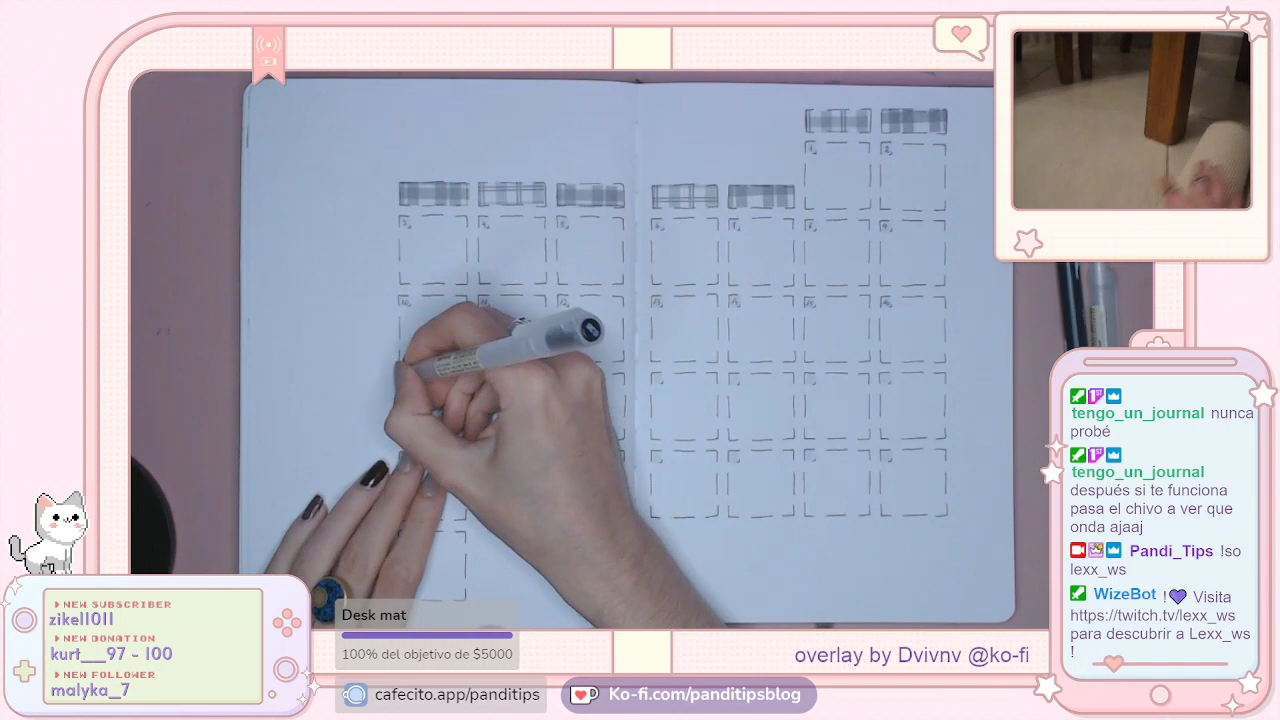 tengo_un_journal nunca
probé
tengo_un_journal
después si te funciona
pasa el chivo a ver que
onda ajaaj
Pandi_Tips !so
lexx_ws
WizeBot ! Visita
https://twitch.tv/lexx_ws
para descubrir a Lexx_ws
!
NEW SUBSCRIBER
zikell0ll
NEW DONATION
kurt__97 - 100
NEW FOLLOWER
malyka_7
Desk mat
100% del objetivo de $5000
overlay by Dvivnv @ko-fi
cafecito.app/panditips
Ko-fi.com/panditipsblog